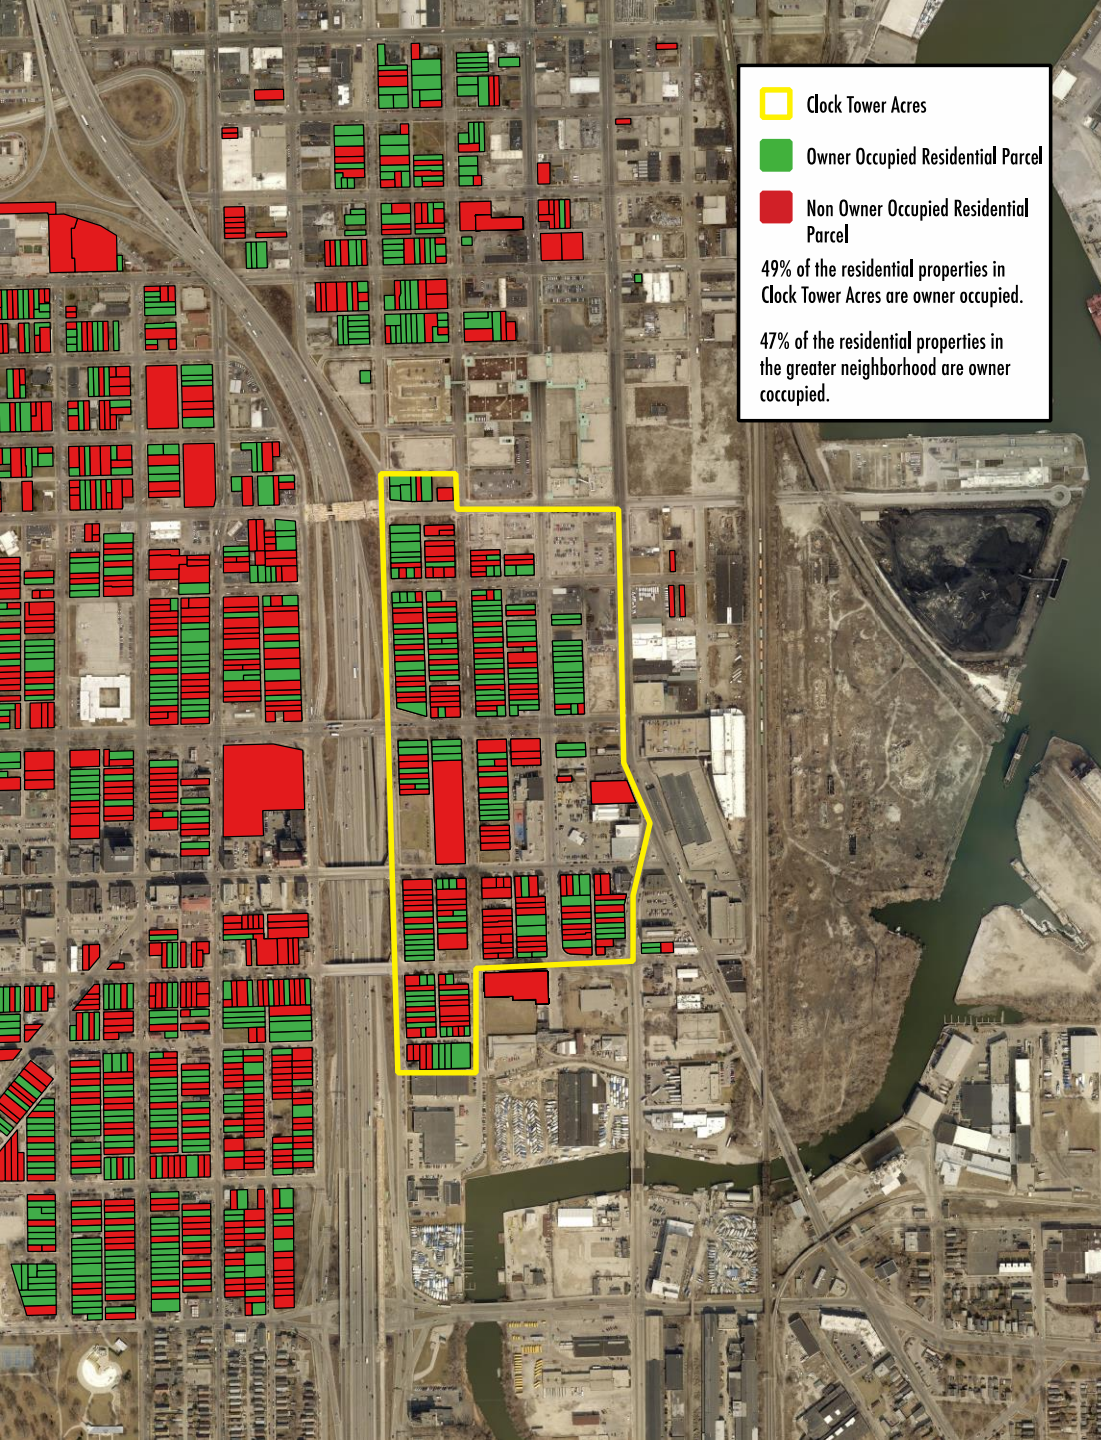 Clock Tower Acres
Owner Occupied Residential Parcel
Non Owner Occupied Residential
Parcel
49% of the residential properties in
Clock Tower Acres are owner occupied.
47% of the residential properties in
the greater neighborhood are owner
coccupied.